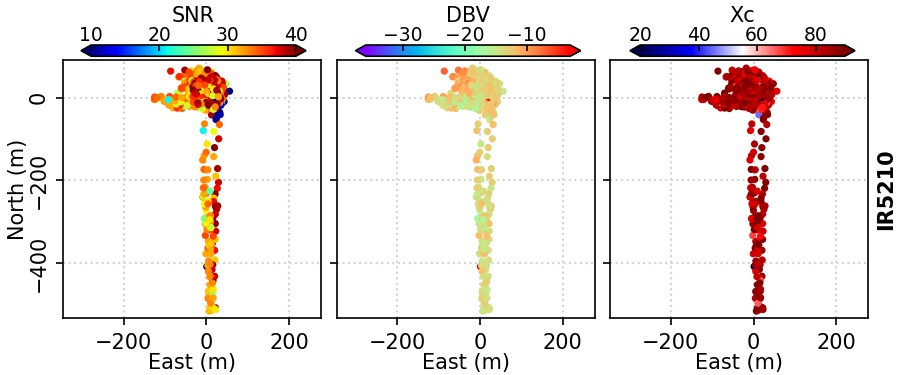 SNR DBV Xc
10 20 30 40 −30 −20 −10 20 40 60 80
0
−200
−400
North (m)
IR5210
−200 0 200 −200 0 200 −200 0 200
East (m) East (m) East (m)